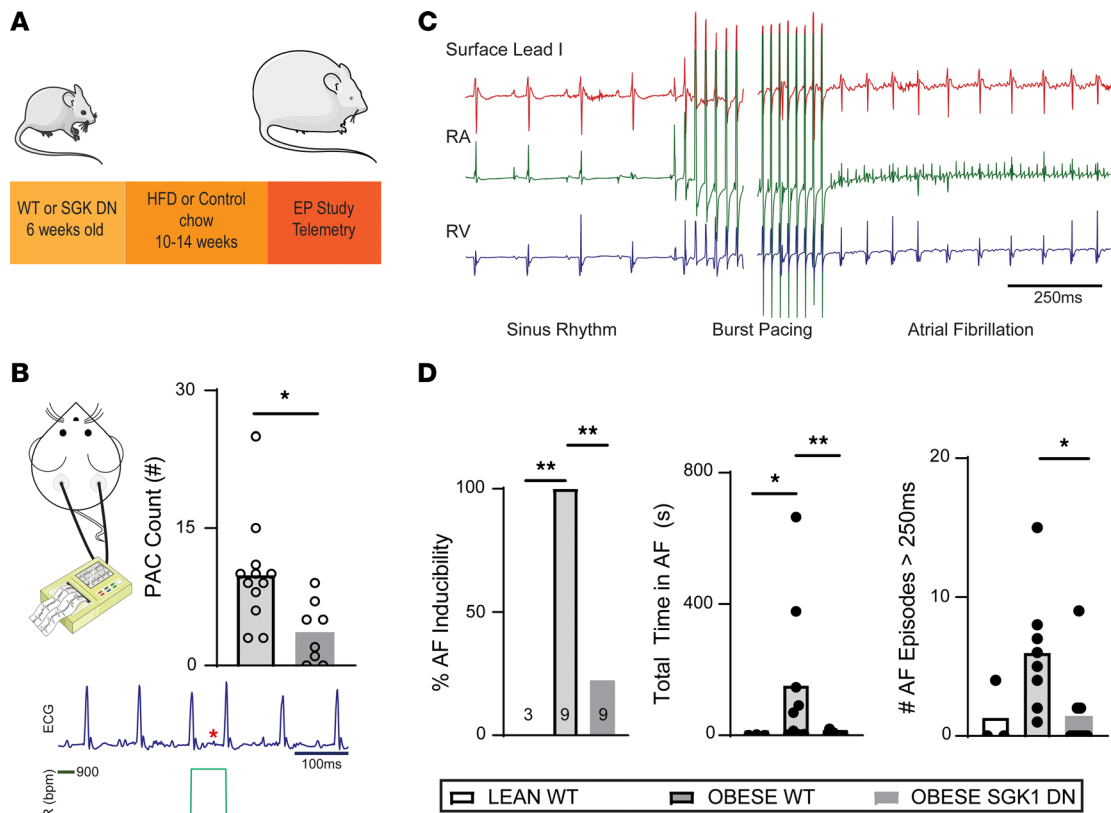 A
WT or SGK DN
6 weeks old
HFD or Control
chow
10-14 weeks
EP Study
Telemetry
C
Surface Lead I
RA
RV
250ms
Sinus Rhythm
Burst Pacing
Atrial Fibrillation
B
PAC Count (#)
30
15
0
*
ECG
*
100ms
R (bpm)
900
D
% AF Inducibility
100
50
0
**
**
3
9
9
Total Time in AF (s)
800
400
0
*
**
# AF Episodes > 250ms
20
10
0
*
LEAN WT
OBESE WT
OBESE SGK1 DN